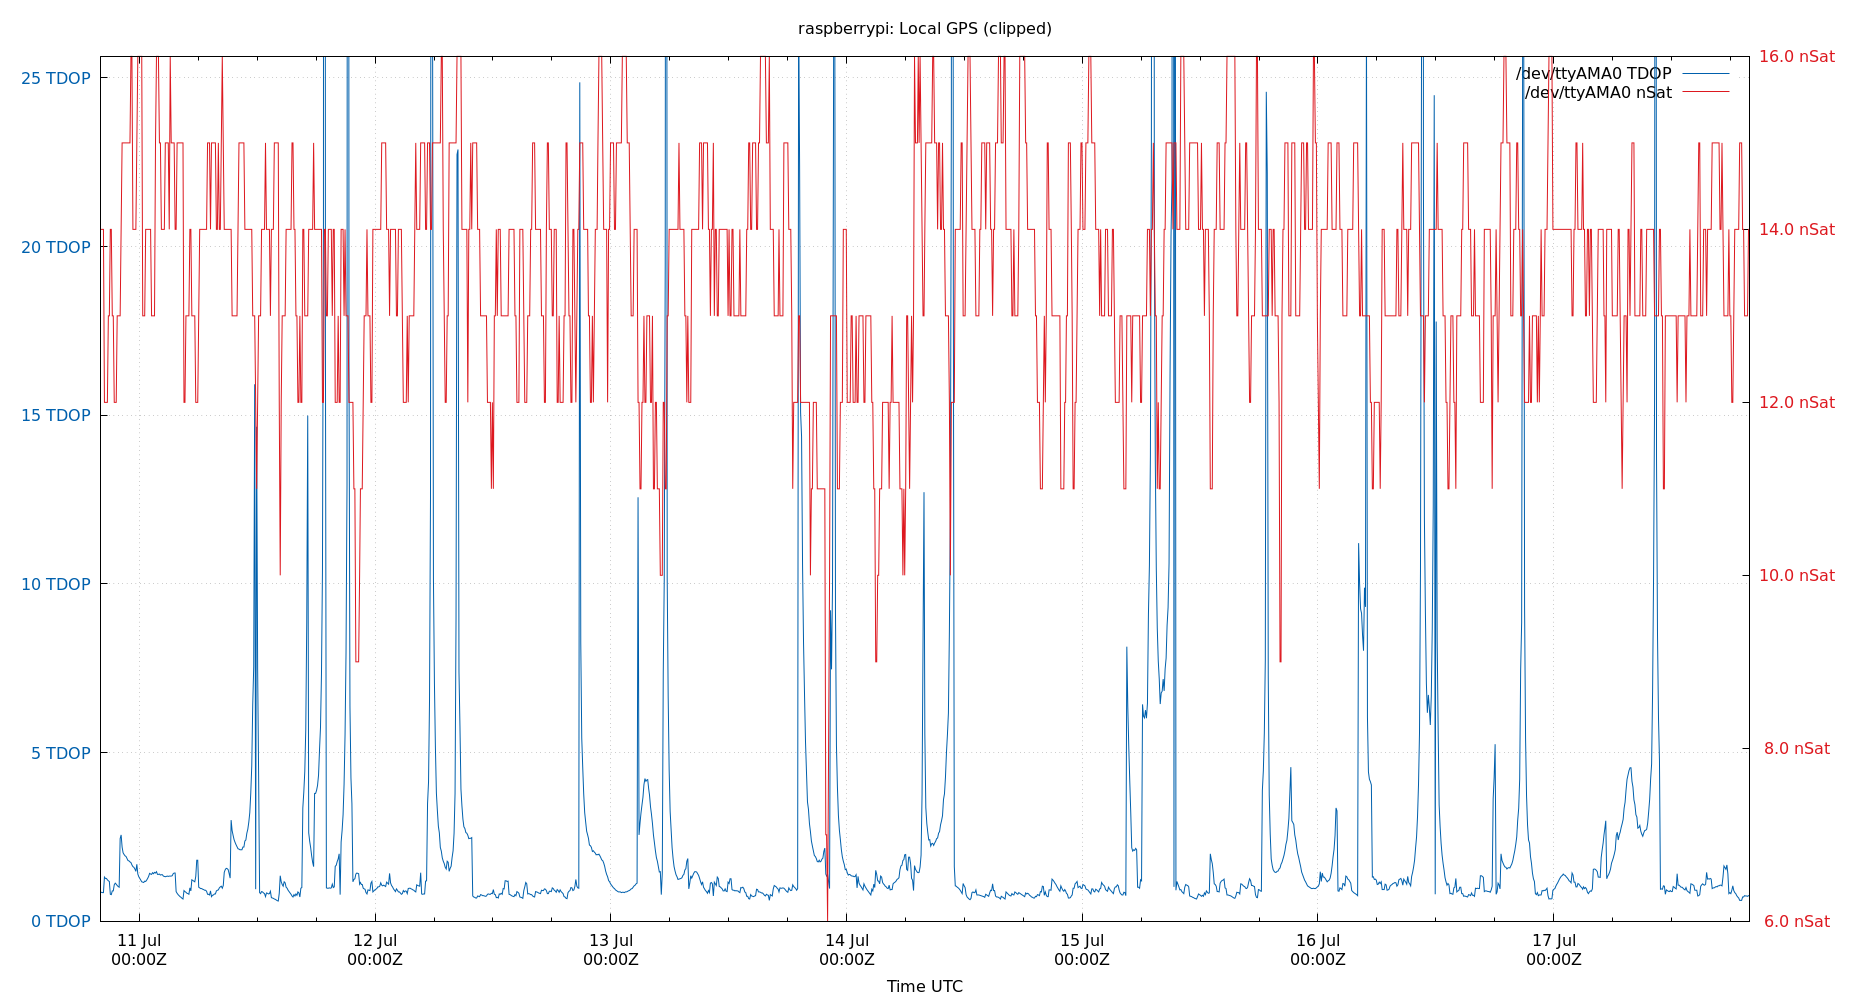 raspberrypi: Local GPS (clipped)
/dev/ttyAMA0 TDOP
/dev/ttyAMA0 nSat
25 TDOP
20 TDOP
15 TDOP
10 TDOP
5 TDOP
0 TDOP
16.0 nSat
14.0 nSat
12.0 nSat
10.0 nSat
8.0 nSat
6.0 nSat
11 Jul 12 Jul 13 Jul 14 Jul 15 Jul 16 Jul 17 Jul
00:00Z 00:00Z 00:00Z 00:00Z 00:00Z 00:00Z 00:00Z
Time UTC